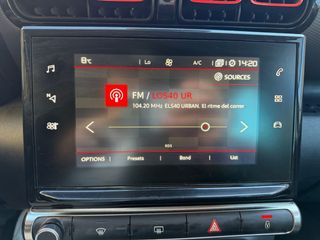 8°c Lo A/C 14:20
SOURCES
FM / LOS40 UR
104.20 MHz ELS40 URBAN. El ritme del carrer
RDS
OPTIONS Presets Band List